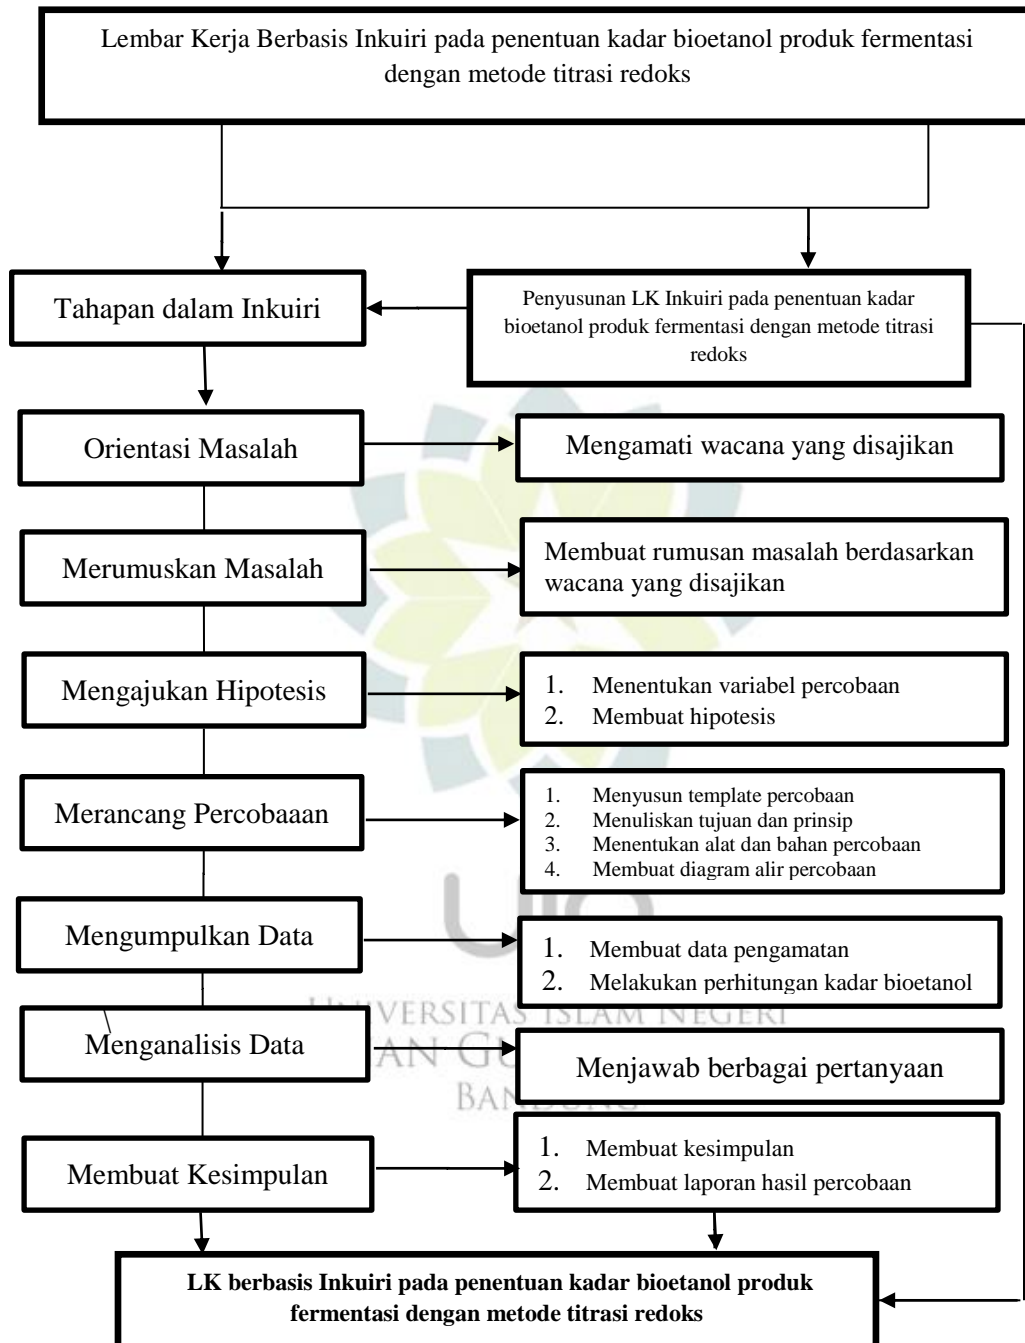 Lembar Kerja Berbasis Inkuiri pada penentuan kadar bioetanol produk fermentasi
dengan metode titrasi redoks
Tahapan dalam Inkuiri
Penyusunan LK Inkuiri pada penentuan kadar
bioetanol produk fermentasi dengan metode titrasi
redoks
Orientasi Masalah
Mengamati wacana yang disajikan
Merumuskan Masalah
Membuat rumusan masalah berdasarkan
wacana yang disajikan
Mengajukan Hipotesis
1. Menentukan variabel percobaan
2. Membuat hipotesis
Merancang Percobaaan
1. Menyusun template percobaan
2. Menuliskan tujuan dan prinsip
3. Menentukan alat dan bahan percobaan
4. Membuat diagram alir percobaan
Mengumpulkan Data
1. Membuat data pengamatan
2. Melakukan perhitungan kadar bioetanol
UNIVERSITAS ISLAM NEGERI
Menganalisis Data
Menjawab berbagai pertanyaan
BANDUNG
Membuat Kesimpulan
1. Membuat kesimpulan
2. Membuat laporan hasil percobaan
LK berbasis Inkuiri pada penentuan kadar bioetanol produk
fermentasi dengan metode titrasi redoks